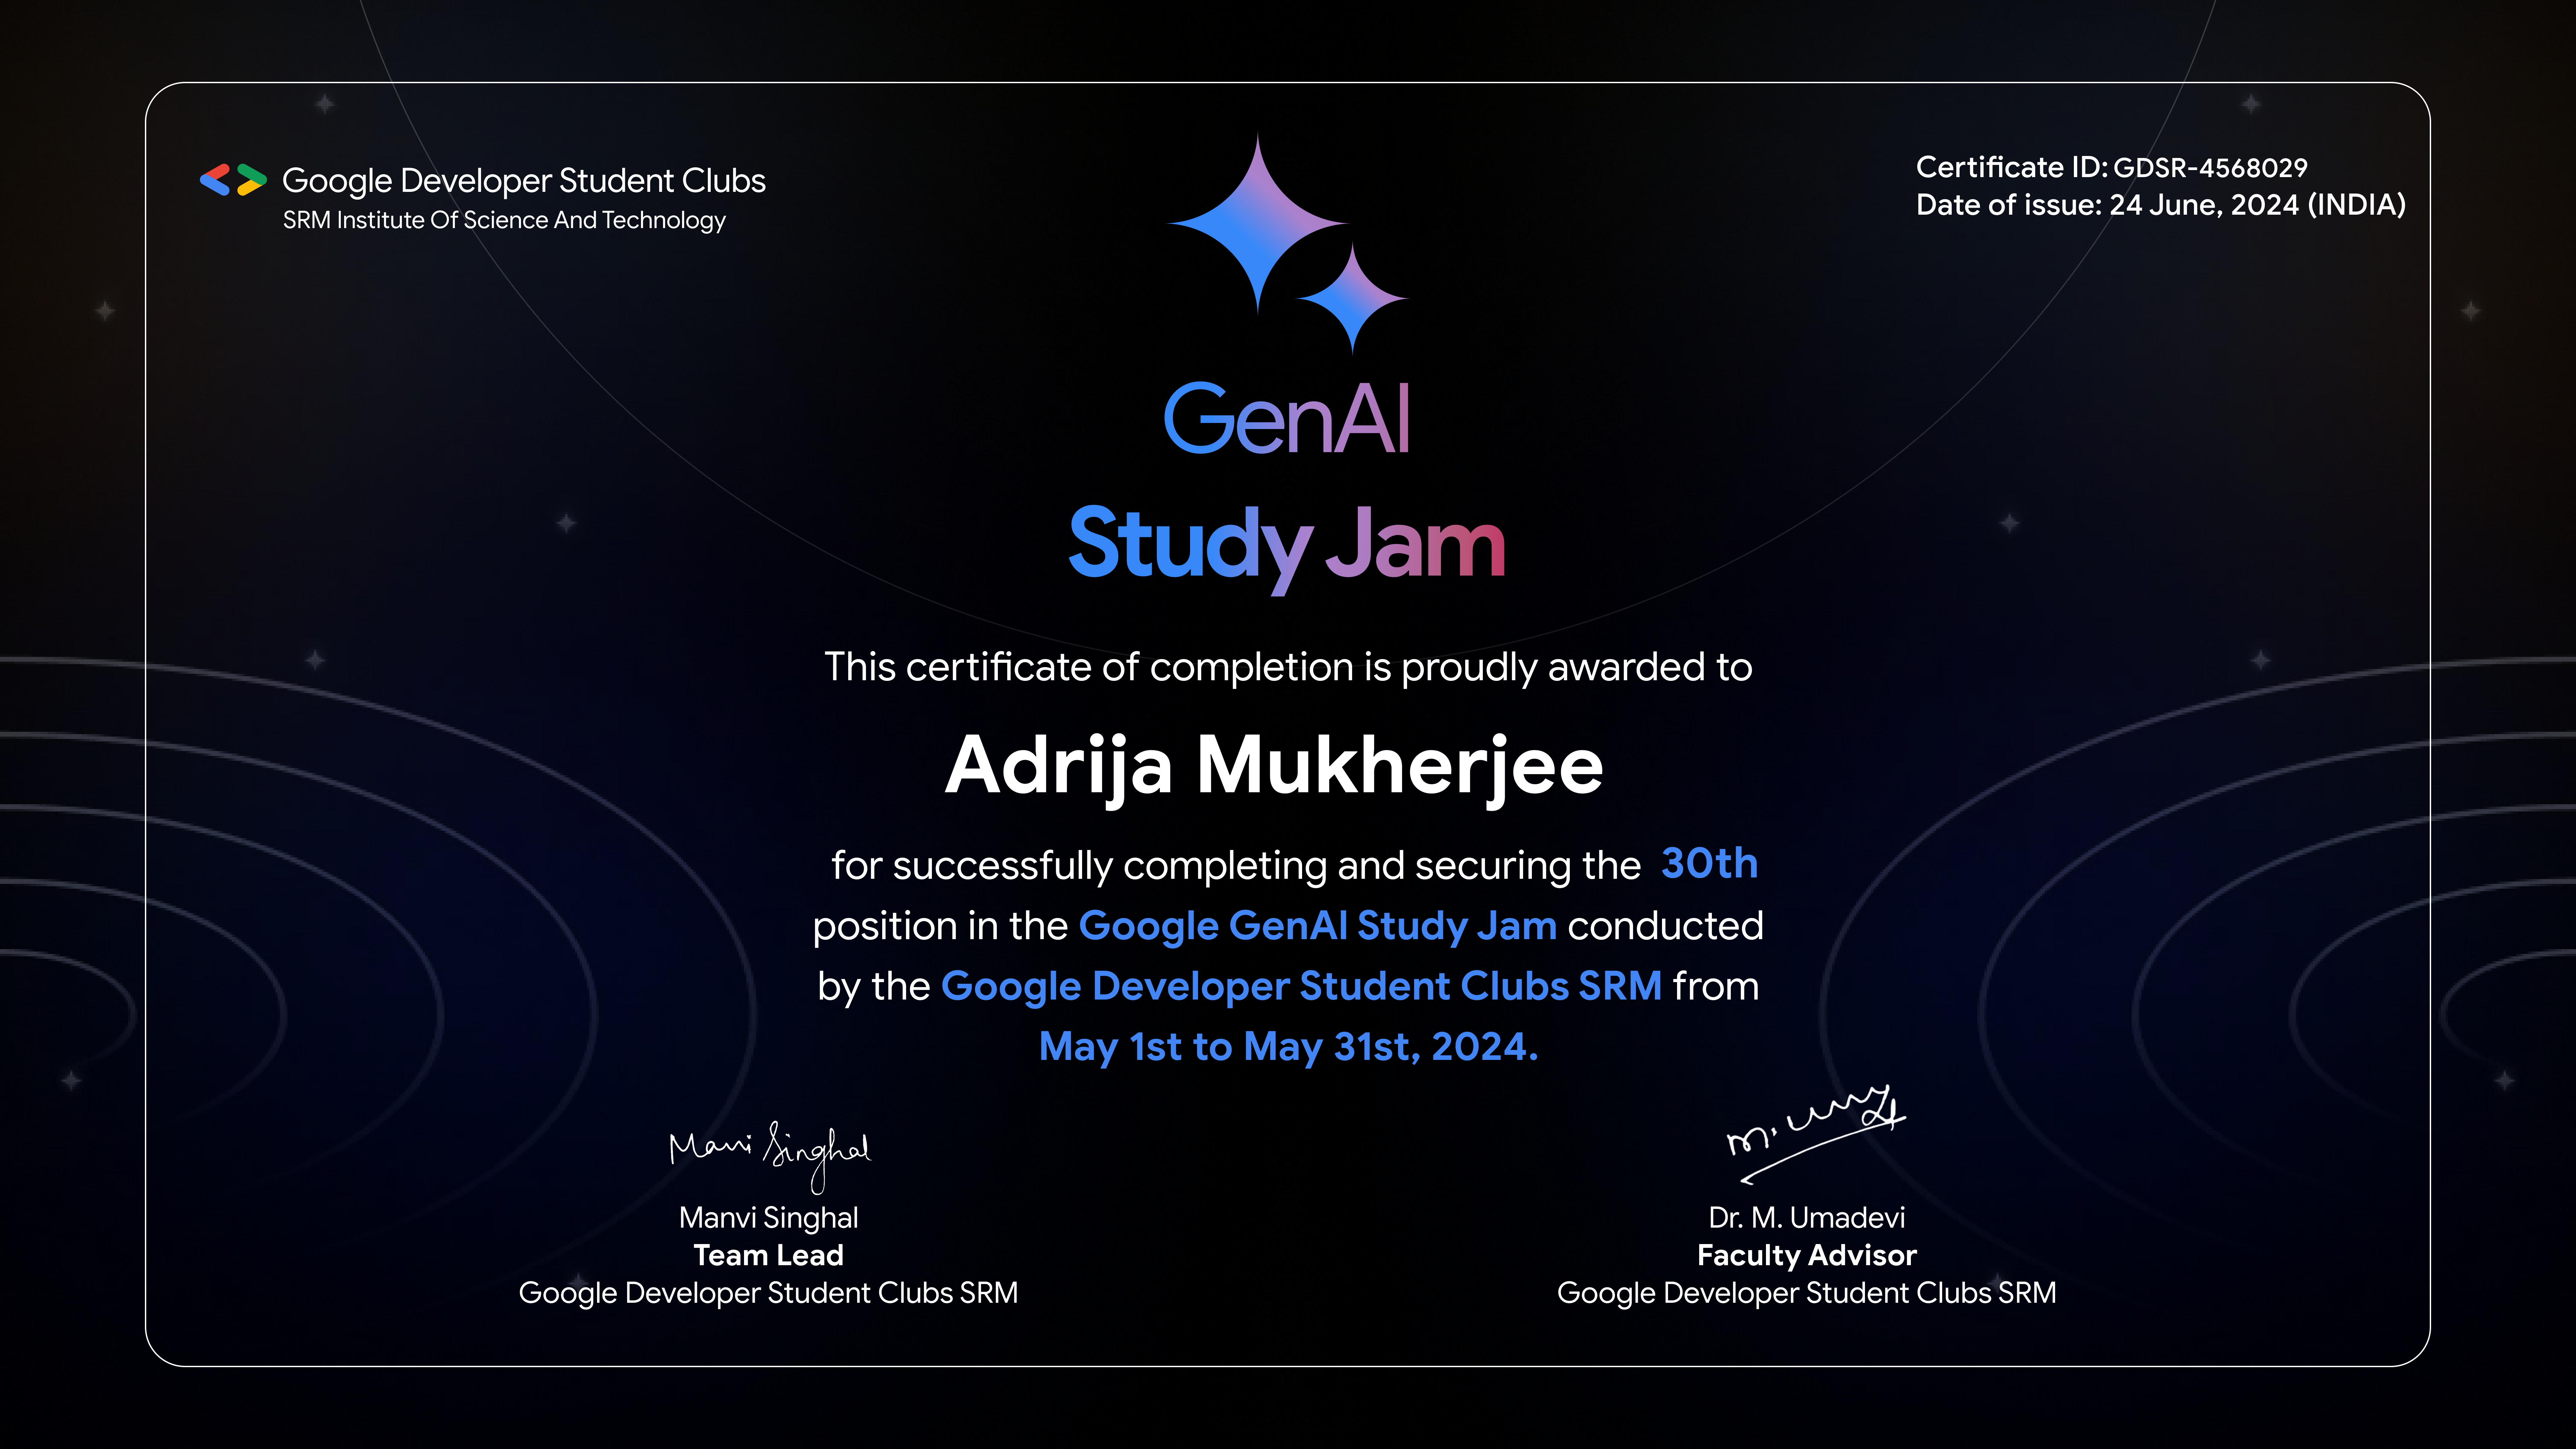 Google Developer Student Clubs
SRM Institute Of Science And Technology
Certificate ID: GDSR-4568029
Date of issue: 24 June, 2024 (INDIA)
GenAI
Study Jam
This certificate of completion is proudly awarded to
Adrija Mukherjee
for successfully completing and securing the 30th
position in the Google GenAI Study Jam conducted
by the Google Developer Student Clubs SRM from
May 1st to May 31st, 2024.
Manvi Singhal
Manvi Singhal
Team Lead
Google Developer Student Clubs SRM
Dr. M. Umadevi
Faculty Advisor
Google Developer Student Clubs SRM